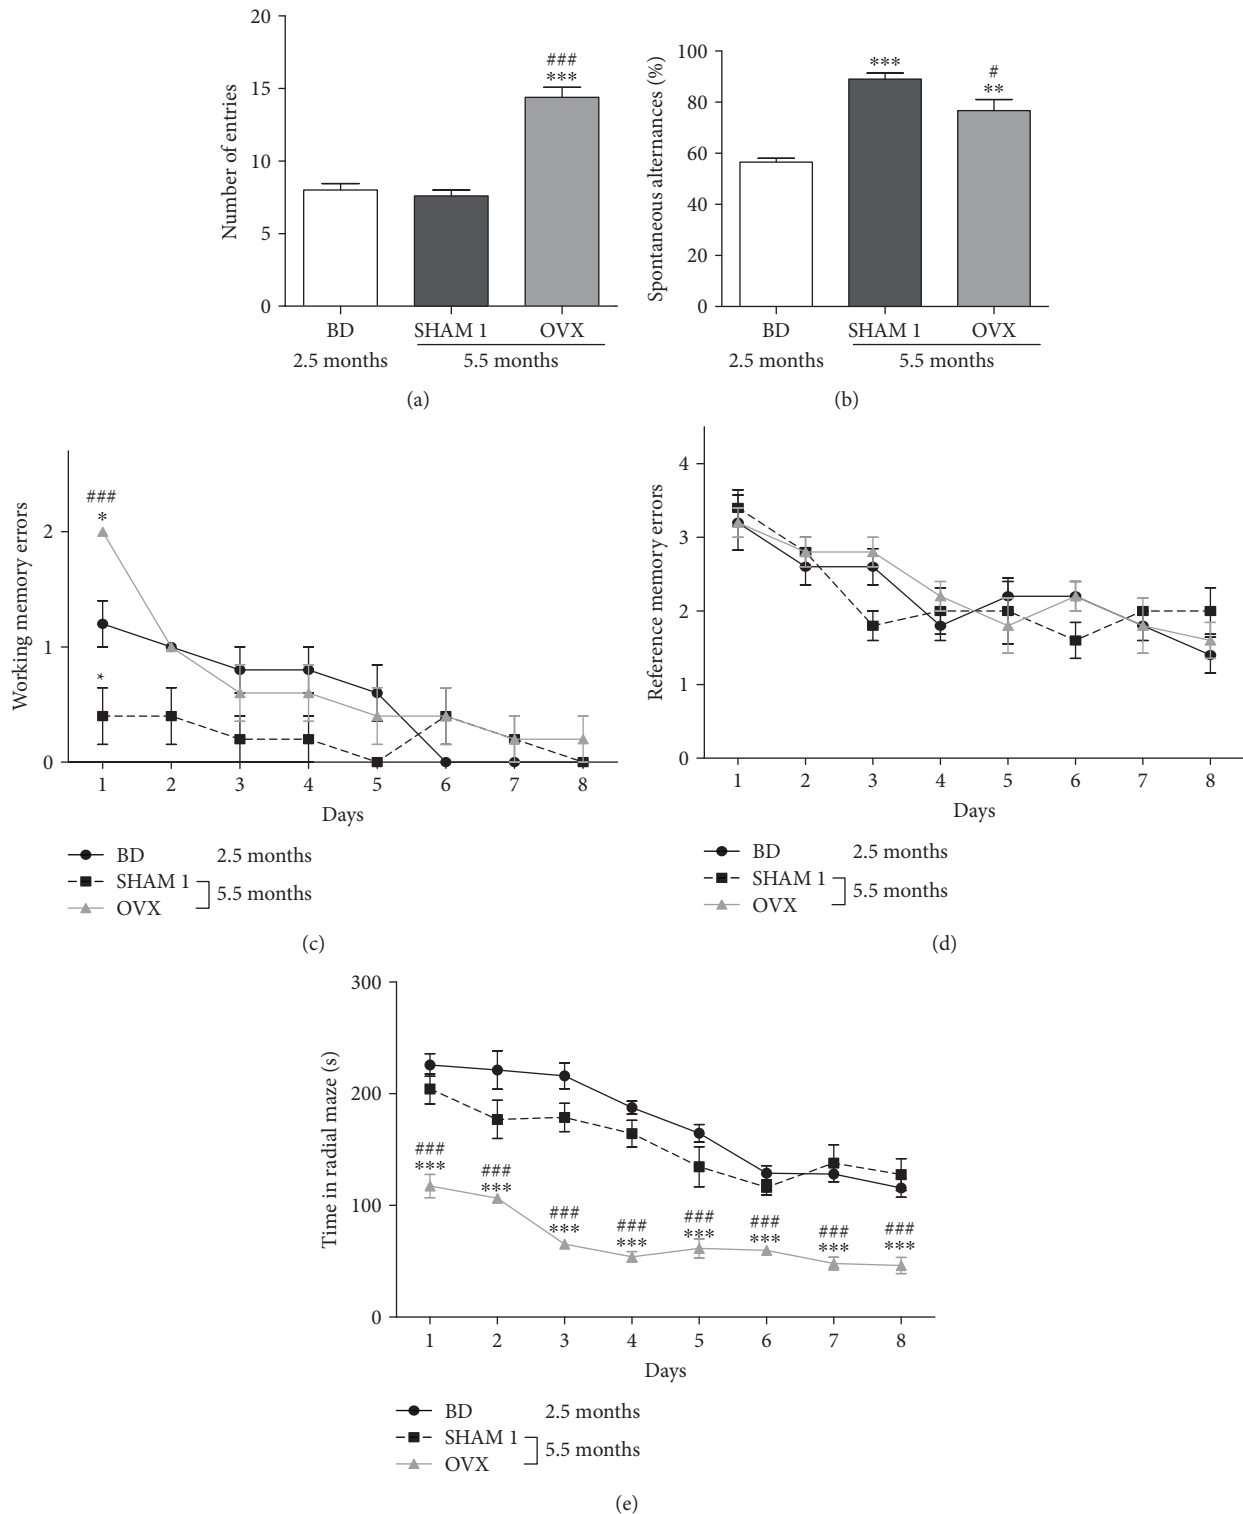 20
15
10
5
0
Number of entries
###
***
BD
SHAM 1
OVX
2.5 months
5.5 months
(a)
100
80
60
40
20
0
Spontaneous alternances (%)
***
#
**
BD
SHAM 1
OVX
2.5 months
5.5 months
(b)
2
1
0
Working memory errors
###
*
*
1 2 3 4 5 6 7 8
Days
BD 2.5 months
SHAM 1
5.5 months
OVX
(c)
4
3
2
1
0
Reference memory errors
1 2 3 4 5 6 7 8
Days
BD 2.5 months
SHAM 1
5.5 months
OVX
(d)
300
200
100
0
Time in radial maze (s)
### ### ### ### ### ### ### ###
*** *** *** *** *** *** *** ***
1 2 3 4 5 6 7 8
Days
BD 2.5 months
SHAM 1
5.5 months
OVX
(e)